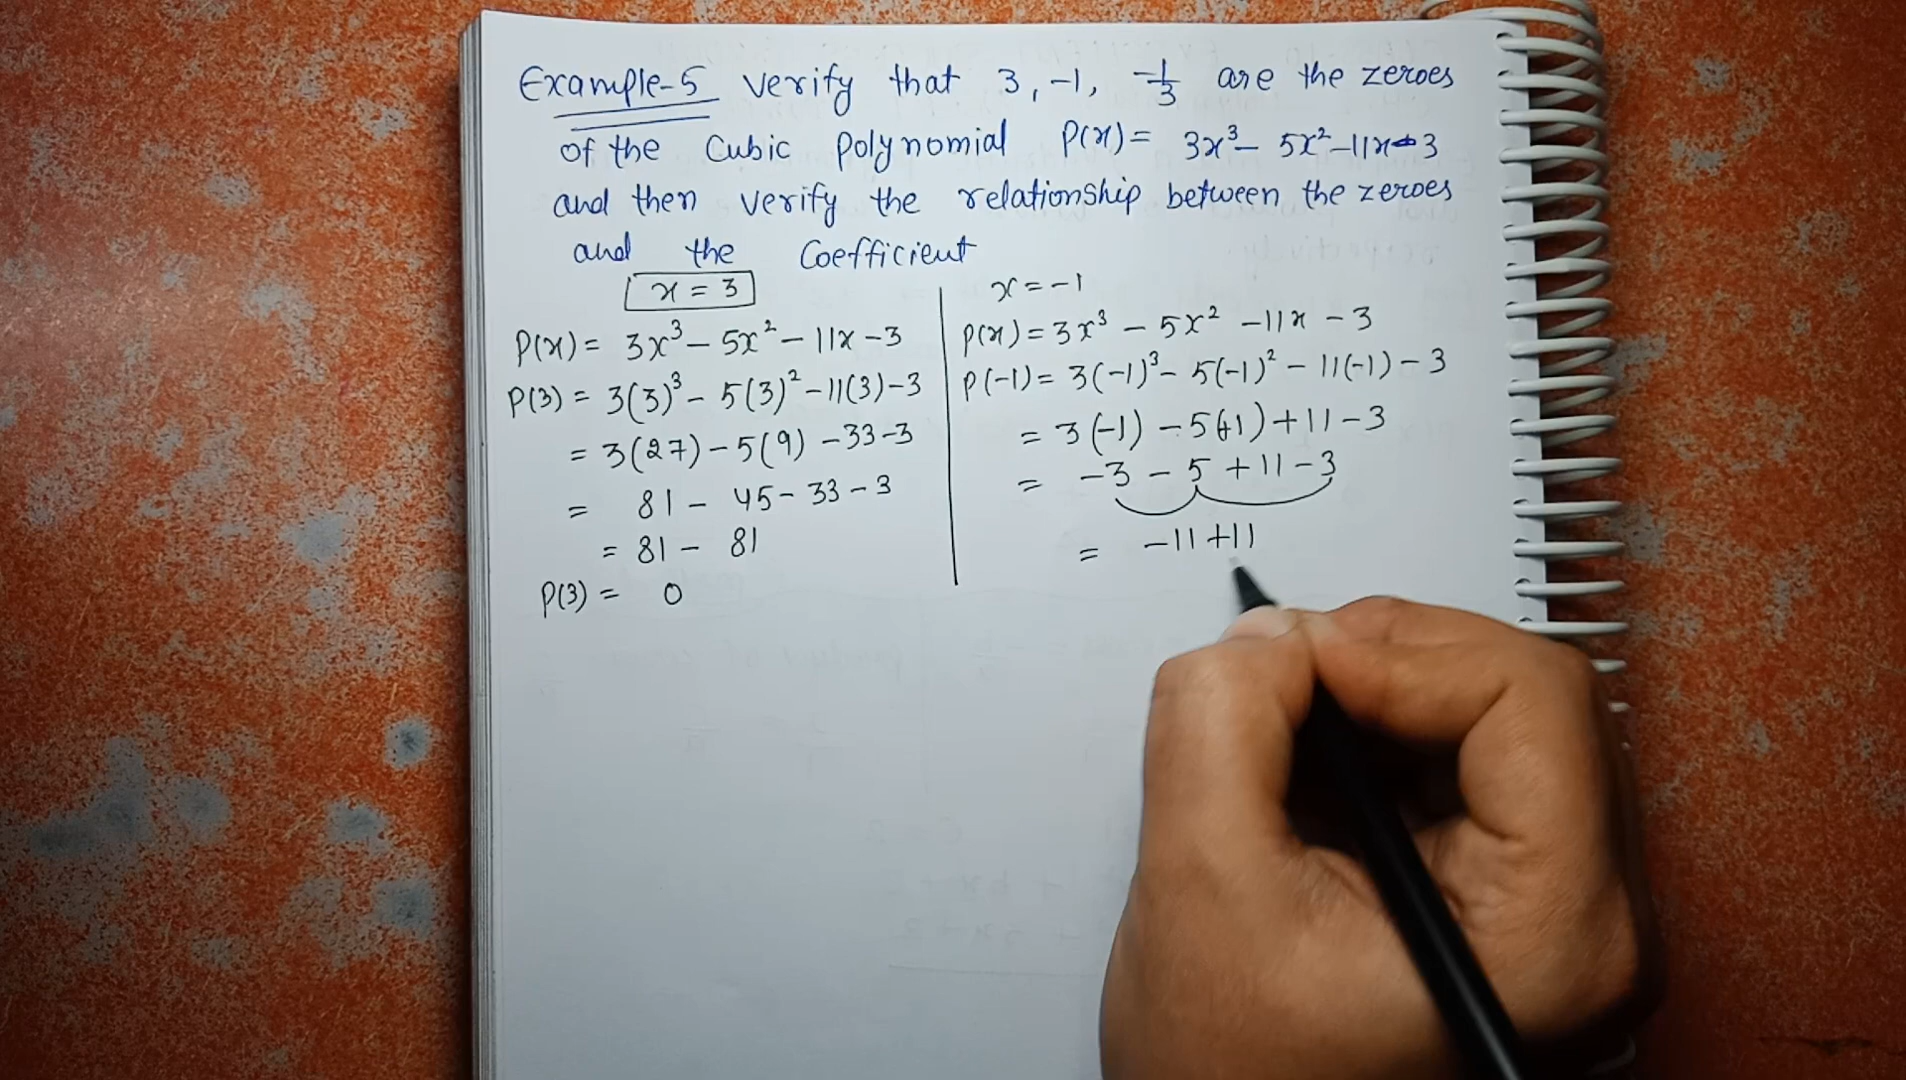 Example-5 verify that 3, -1, -1/3 are the zeroes
of the Cubic Polynomial P(x) = 3x³ - 5x² - 11x - 3
and then verify the relationship between the zeroes
and the Coefficient
x = 3
P(x) = 3x³ - 5x² - 11x - 3
P(3) = 3(3)³ - 5(3)² - 11(3) - 3
= 3(27) - 5(9) - 33 - 3
= 81 - 45 - 33 - 3
= 81 - 81
P(3) = 0
x = -1
P(x) = 3x³ - 5x² - 11x - 3
P(-1) = 3(-1)³ - 5(-1)² - 11(-1) - 3
= 3(-1) - 5(+1) + 11 - 3
= -3 - 5 + 11 - 3
= -11 + 11